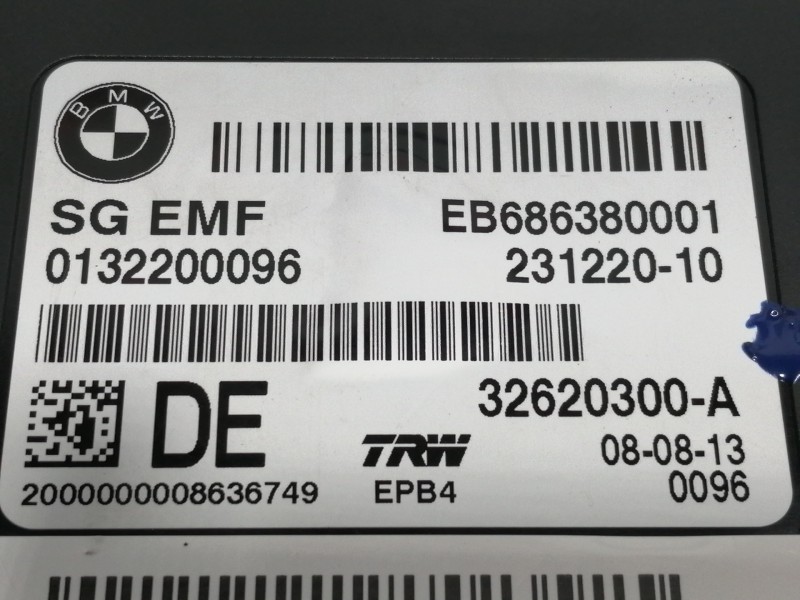 BMW
SG EMF EB686380001
0132200096 231220-10
DE 32620300-A
TRW 08-08-13
2000000008636749 EPB4 0096